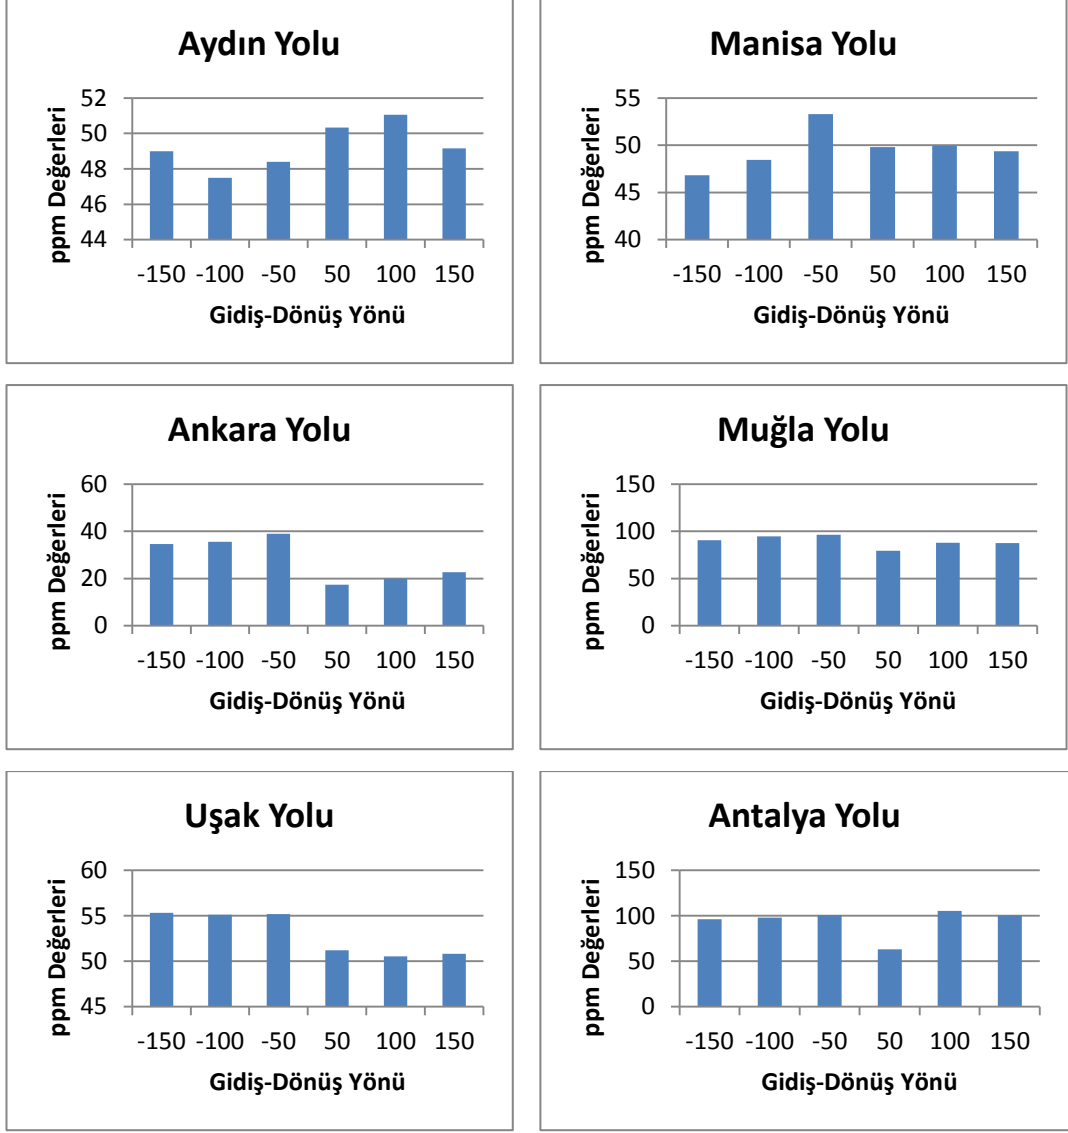 Aydın Yolu
ppm Değerleri
52
50
48
46
44
-150 -100 -50 50 100 150
Gidiş-Dönüş Yönü
Manisa Yolu
ppm Değerleri
55
50
45
40
-150 -100 -50 50 100 150
Gidiş-Dönüş Yönü
Ankara Yolu
ppm Değerleri
60
40
20
0
-150 -100 -50 50 100 150
Gidiş-Dönüş Yönü
Muğla Yolu
ppm Değerleri
150
100
50
0
-150 -100 -50 50 100 150
Gidiş-Dönüş Yönü
Uşak Yolu
ppm Değerleri
60
55
50
45
-150 -100 -50 50 100 150
Gidiş-Dönüş Yönü
Antalya Yolu
ppm Değerleri
150
100
50
0
-150 -100 -50 50 100 150
Gidiş-Dönüş Yönü